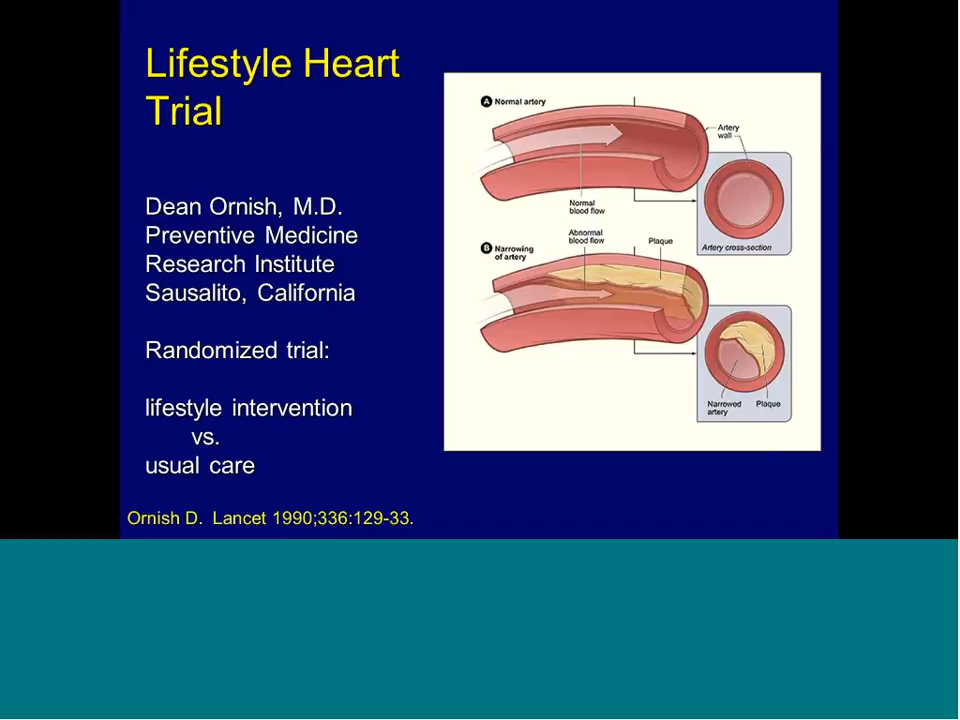 Lifestyle Heart
Trial
Dean Ornish, M.D.
Preventive Medicine
Research Institute
Sausalito, California
Randomized trial:
lifestyle intervention
vs.
usual care
Ornish D. Lancet 1990;336:129-33.
A Normal artery
Artery
wall
Normal
blood flow
Artery cross-section
Abnormal
blood flow
Plaque
B Narrowing
of artery
Narrowed
artery
Plaque